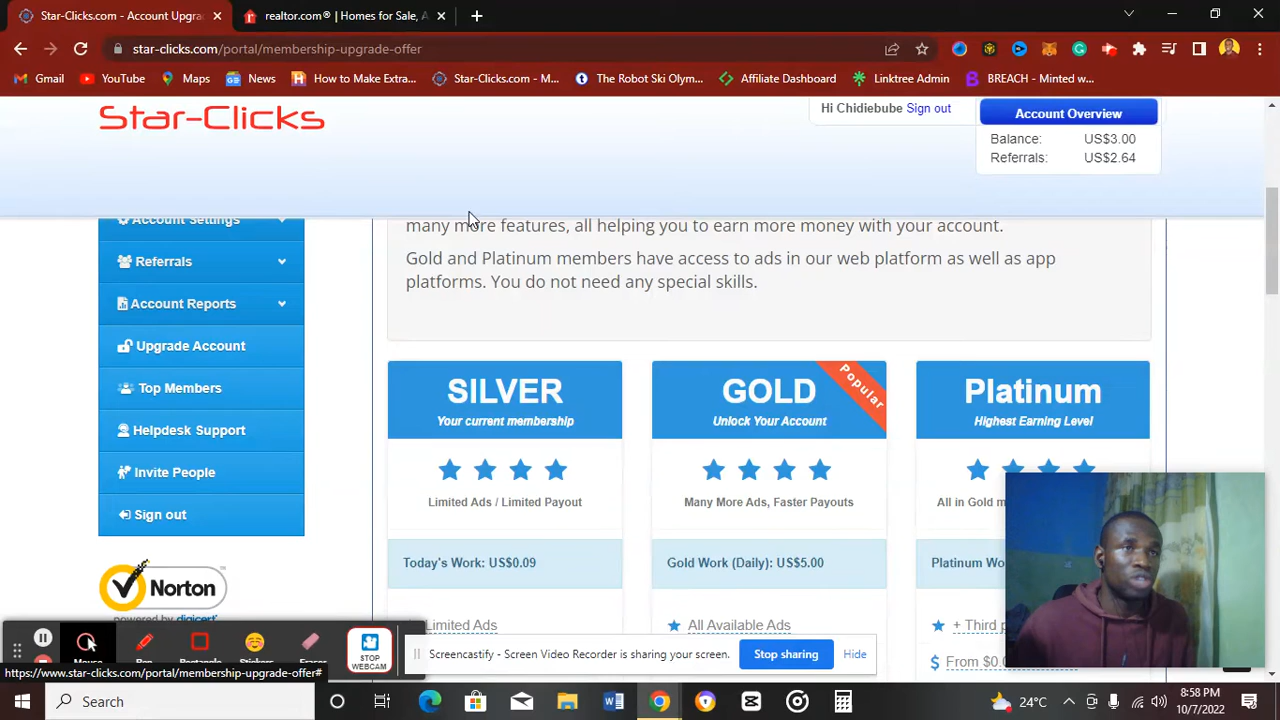 Star-Clicks.com - Account Upgra
realtor.com® | Homes for Sale, A
star-clicks.com/portal/membership-upgrade-offer
Gmail
YouTube
Maps
News
How to Make Extra...
Star-Clicks.com - M...
The Robot Ski Olym...
Affiliate Dashboard
Linktree Admin
BREACH - Minted w...
Star-Clicks
Hi Chidiebube Sign out
Account Overview
Balance: US$3.00
Referrals: US$2.64
Account Settings
Referrals
Account Reports
Upgrade Account
Top Members
Helpdesk Support
Invite People
Sign out
many more features, all helping you to earn more money with your account.
Gold and Platinum members have access to ads in our web platform as well as app
platforms. You do not need any special skills.
SILVER
Your current membership
Limited Ads / Limited Payout
Today's Work: US$0.09
Limited Ads
GOLD
Popular
Unlock Your Account
Many More Ads, Faster Payouts
Gold Work (Daily): US$5.00
All Available Ads
Platinum
Highest Earning Level
All in Gold m
Platinum Wo
+ Third p
From $0.0
Norton
powered by digicert
Mouse
Pen
Rectangle
Stickers
Eraser
STOP
WEBCAM
Screencastify - Screen Video Recorder is sharing your screen.
Stop sharing
Hide
https://www.star-clicks.com/portal/membership-upgrade-offer#
Search
24°C
8:58 PM
10/7/2022